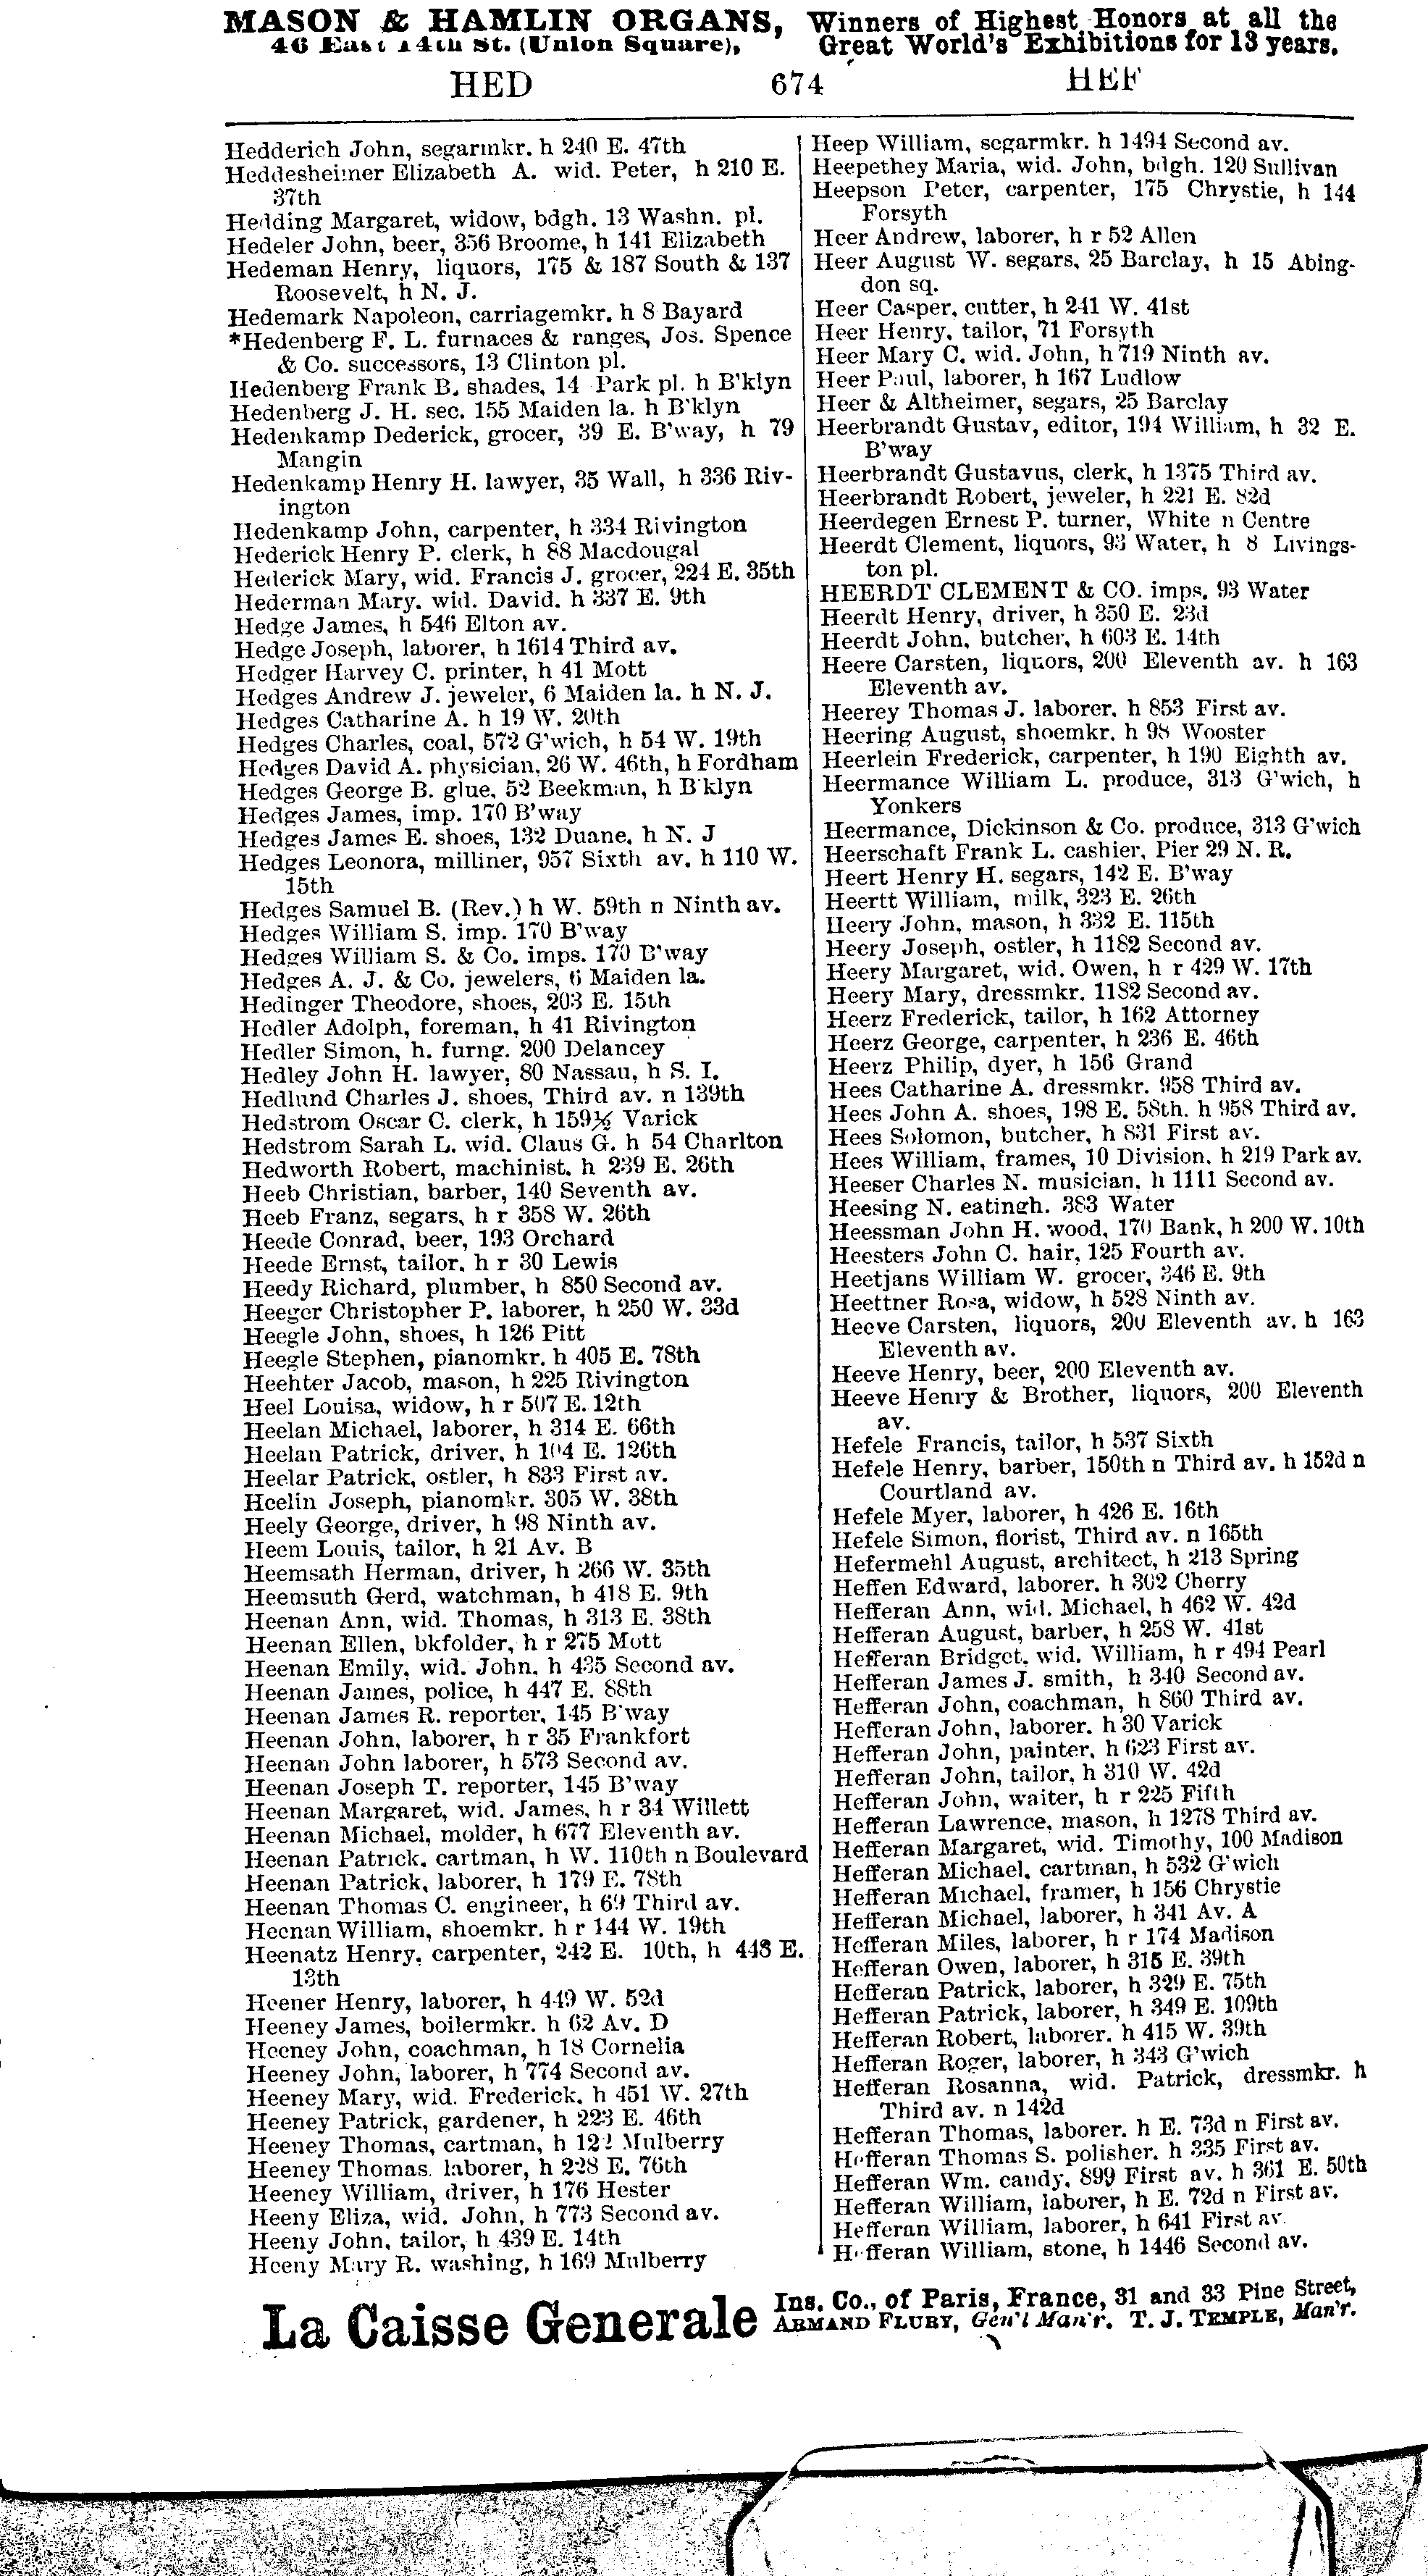 MASON & HAMLIN ORGANS, Winners of Highest Honors at all the
46 East 14th St. (Union Square), Great World's Exhibitions for 13 years.
HED 674 HEF
Hedderich John, segarmkr. h 240 E. 47th
Heddesheimer Elizabeth A. wid. Peter, h 210 E.
37th
Hedding Margaret, widow, bdgh. 13 Washn. pl.
Hedeler John, beer, 356 Broome, h 141 Elizabeth
Hedeman Henry, liquors, 175 & 187 South & 137
Roosevelt, h N. J.
Hedemark Napoleon, carriagemkr. h 8 Bayard
*Hedenberg F. L. furnaces & ranges, Jos. Spence
& Co. successors, 13 Clinton pl.
Hedenberg Frank B. shades, 14 Park pl. h B'klyn
Hedenberg J. H. sec. 155 Maiden la. h B'klyn
Hedenkamp Dederick, grocer, 39 E. B'way, h 79
Mangin
Hedenkamp Henry H. lawyer, 35 Wall, h 336 Riv-
ington
Hedenkamp John, carpenter, h 334 Rivington
Hederick Henry P. clerk, h 88 Macdougal
Hederick Mary, wid. Francis J. grocer, 224 E. 35th
Hederman Mary. wid. David. h 337 E. 9th
Hedge James, h 546 Elton av.
Hedge Joseph, laborer, h 1614 Third av.
Hedger Harvey C. printer, h 41 Mott
Hedges Andrew J. jeweler, 6 Maiden la. h N. J.
Hedges Catharine A. h 19 W. 20th
Hedges Charles, coal, 572 G'wich, h 54 W. 19th
Hedges David A. physician, 26 W. 46th, h Fordham
Hedges George B. glue, 52 Beekman, h B'klyn
Hedges James, imp. 170 B'way
Hedges James E. shoes, 132 Duane, h N. J
Hedges Leonora, milliner, 957 Sixth av. h 110 W.
15th
Hedges Samuel B. (Rev.) h W. 59th n Ninth av.
Hedges William S. imp. 170 B'way
Hedges William S. & Co. imps. 170 B'way
Hedges A. J. & Co. jewelers, 6 Maiden la.
Hedinger Theodore, shoes, 203 E. 15th
Hedler Adolph, foreman, h 41 Rivington
Hedler Simon, h. furng. 200 Delancey
Hedley John H. lawyer, 80 Nassau, h S. I.
Hedlund Charles J. shoes, Third av. n 139th
Hedstrom Oscar C. clerk, h 159½ Varick
Hedstrom Sarah L. wid. Claus G. h 54 Charlton
Hedworth Robert, machinist. h 239 E. 26th
Heeb Christian, barber, 140 Seventh av.
Heeb Franz, segars, h r 358 W. 26th
Heede Conrad, beer, 193 Orchard
Heede Ernst, tailor. h r 30 Lewis
Heedy Richard, plumber, h 850 Second av.
Heeger Christopher P. laborer, h 250 W. 33d
Heegle John, shoes, h 126 Pitt
Heegle Stephen, pianomkr. h 405 E. 78th
Heehter Jacob, mason, h 225 Rivington
Heel Louisa, widow, h r 507 E. 12th
Heelan Michael, laborer, h 314 E. 66th
Heelan Patrick, driver, h 104 E. 126th
Heelar Patrick, ostler, h 833 First av.
Heelin Joseph, pianomkr. 305 W. 38th
Heely George, driver, h 98 Ninth av.
Heem Louis, tailor, h 21 Av. B
Heemsath Herman, driver, h 266 W. 35th
Heemsuth Gerd, watchman, h 418 E. 9th
Heenan Ann, wid. Thomas, h 313 E. 38th
Heenan Ellen, bkfolder, h r 275 Mott
Heenan Emily, wid. John, h 435 Second av.
Heenan James, police, h 447 E. 88th
Heenan James R. reporter, 145 B'way
Heenan John, laborer, h r 35 Frankfort
Heenan John laborer, h 573 Second av.
Heenan Joseph T. reporter, 145 B'way
Heenan Margaret, wid. James, h r 34 Willett
Heenan Michael, molder, h 677 Eleventh av.
Heenan Patrick. cartman, h W. 110th n Boulevard
Heenan Patrick, laborer, h 179 E. 78th
Heenan Thomas C. engineer, h 69 Third av.
Heenan William, shoemkr. h r 144 W. 19th
Heenatz Henry, carpenter, 242 E. 10th, h 448 E.
13th
Heener Henry, laborer, h 449 W. 52d
Heeney James, boilermkr. h 62 Av. D
Heeney John, coachman, h 18 Cornelia
Heeney John, laborer, h 774 Second av.
Heeney Mary, wid. Frederick. h 451 W. 27th
Heeney Patrick, gardener, h 223 E. 46th
Heeney Thomas, cartman, h 122 Mulberry
Heeney Thomas. laborer, h 228 E. 76th
Heeney William, driver, h 176 Hester
Heeny Eliza, wid. John, h 773 Second av.
Heeny John, tailor, h 439 E. 14th
Heeny Mary R. washing, h 169 Mulberry
Heep William, segarmkr. h 1494 Second av.
Heepethey Maria, wid. John, bdgh. 120 Sullivan
Heepson Peter, carpenter, 175 Chrystie, h 144
Forsyth
Heer Andrew, laborer, h r 52 Allen
Heer August W. segars, 25 Barclay, h 15 Abing-
don sq.
Heer Casper, cutter, h 241 W. 41st
Heer Henry, tailor, 71 Forsyth
Heer Mary C. wid. John, h 719 Ninth av.
Heer Paul, laborer, h 167 Ludlow
Heer & Altheimer, segars, 25 Barclay
Heerbrandt Gustav, editor, 194 William, h 32 E.
B'way
Heerbrandt Gustavus, clerk, h 1375 Third av.
Heerbrandt Robert, jeweler, h 221 E. 82d
Heerdegen Ernest P. turner, White n Centre
Heerdt Clement, liquors, 93 Water, h 8 Livings-
ton pl.
HEERDT CLEMENT & CO. imps. 93 Water
Heerdt Henry, driver, h 350 E. 23d
Heerdt John, butcher, h 603 E. 14th
Heere Carsten, liquors, 200 Eleventh av. h 163
Eleventh av.
Heerey Thomas J. laborer. h 853 First av.
Heering August, shoemkr. h 98 Wooster
Heerlein Frederick, carpenter, h 190 Eighth av.
Heermance William L. produce, 313 G'wich, h
Yonkers
Heermance, Dickinson & Co. produce, 313 G'wich
Heerschaft Frank L. cashier, Pier 29 N. R.
Heert Henry H. segars, 142 E. B'way
Heertt William, milk, 323 E. 26th
Heery John, mason, h 332 E. 115th
Heery Joseph, ostler, h 1182 Second av.
Heery Margaret, wid. Owen, h r 429 W. 17th
Heery Mary, dressmkr. 1182 Second av.
Heerz Frederick, tailor, h 162 Attorney
Heerz George, carpenter, h 236 E. 46th
Heerz Philip, dyer, h 156 Grand
Hees Catharine A. dressmkr. 958 Third av.
Hees John A. shoes, 198 E. 58th. h 958 Third av.
Hees Solomon, butcher, h 831 First av.
Hees William, frames, 10 Division. h 219 Park av.
Heeser Charles N. musician, h 1111 Second av.
Heesing N. eatingh. 383 Water
Heessman John H. wood, 170 Bank, h 200 W. 10th
Heesters John C. hair, 125 Fourth av.
Heetjans William W. grocer, 346 E. 9th
Heettner Rosa, widow, h 528 Ninth av.
Heeve Carsten, liquors, 200 Eleventh av. h 163
Eleventh av.
Heeve Henry, beer, 200 Eleventh av.
Heeve Henry & Brother, liquors, 200 Eleventh
av.
Hefele Francis, tailor, h 537 Sixth
Hefele Henry, barber, 150th n Third av. h 152d n
Courtland av.
Hefele Myer, laborer, h 426 E. 16th
Hefele Simon, florist, Third av. n 165th
Hefermehl August, architect, h 213 Spring
Heffen Edward, laborer. h 302 Cherry
Hefferan Ann, wid. Michael, h 462 W. 42d
Hefferan August, barber, h 258 W. 41st
Hefferan Bridget, wid. William, h r 494 Pearl
Hefferan James J. smith, h 340 Second av.
Hefferan John, coachman, h 860 Third av.
Hefferan John, laborer. h 30 Varick
Hefferan John, painter, h 623 First av.
Hefferan John, tailor, h 310 W. 42d
Hefferan John, waiter, h r 225 Fifth
Hefferan Lawrence, mason, h 1278 Third av.
Hefferan Margaret, wid. Timothy, 100 Madison
Hefferan Michael, cartman, h 532 G'wich
Hefferan Michael, framer, h 156 Chrystie
Hefferan Michael, laborer, h 341 Av. A
Hefferan Miles, laborer, h r 174 Madison
Hefferan Owen, laborer, h 315 E. 39th
Hefferan Patrick, laborer, h 329 E. 75th
Hefferan Patrick, laborer, h 349 E. 109th
Hefferan Robert, laborer. h 415 W. 39th
Hefferan Roger, laborer, h 343 G'wich
Hefferan Rosanna, wid. Patrick, dressmkr. h
Third av. n 142d
Hefferan Thomas, laborer. h E. 73d n First av.
Hefferan Thomas S. polisher. h 335 First av.
Hefferan Wm. candy, 899 First av. h 361 E. 50th
Hefferan William, laborer, h E. 72d n First av.
Hefferan William, laborer, h 641 First av.
Hefferan William, stone, h 1446 Second av.
La Caisse Generale Ins. Co., of Paris, France, 31 and 33 Pine Street,
ARMAND FLURY, Gen'l Man'r. T. J. TEMPLE, Man'r.